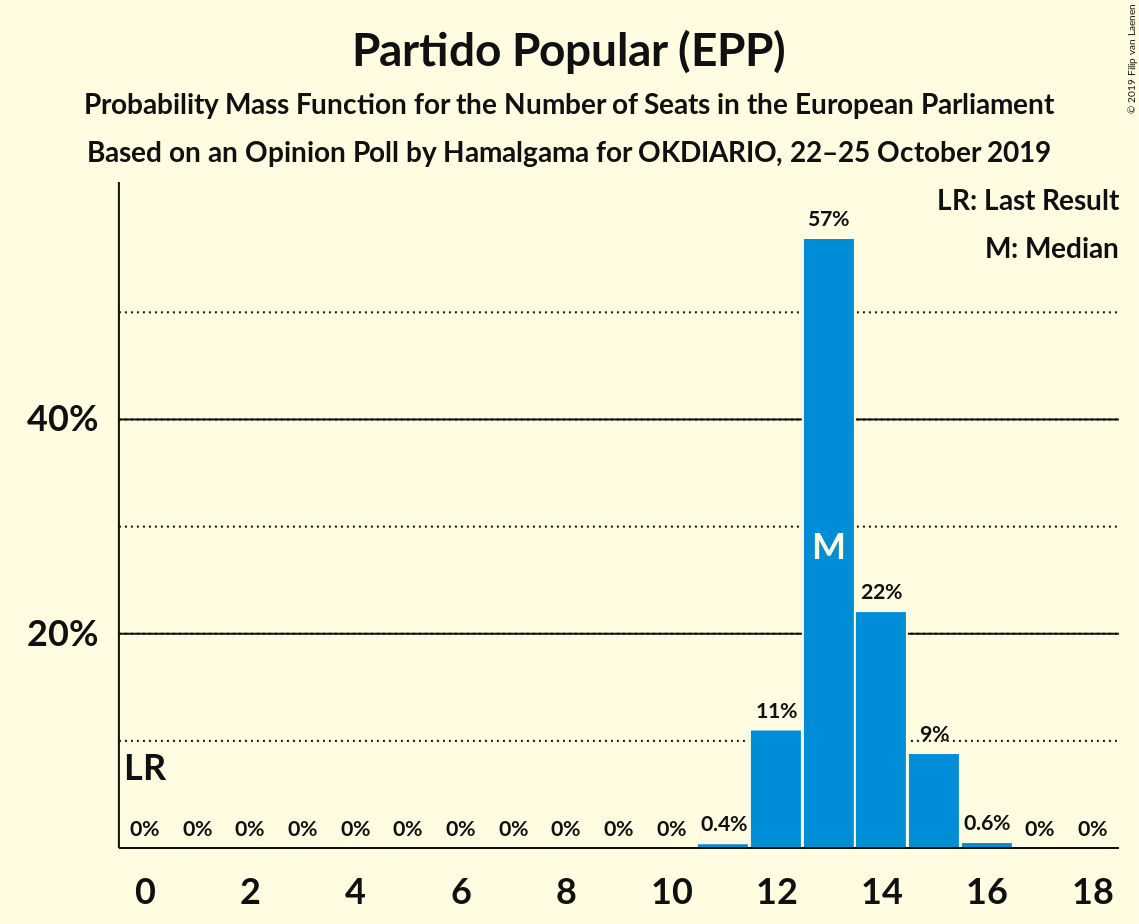 Partido Popular (EPP)
Probability Mass Function for the Number of Seats in the European Parliament
Based on an Opinion Poll by Hamalgama for OKDIARIO, 22–25 October 2019
© 2019 Filip van Laenen
LR: Last Result
M: Median
57%
40%
M
22%
20%
11%
9%
LR
0% 0% 0% 0% 0% 0% 0% 0% 0% 0% 0% 0.4% 0.6% 0% 0%
0 2 4 6 8 10 12 14 16 18